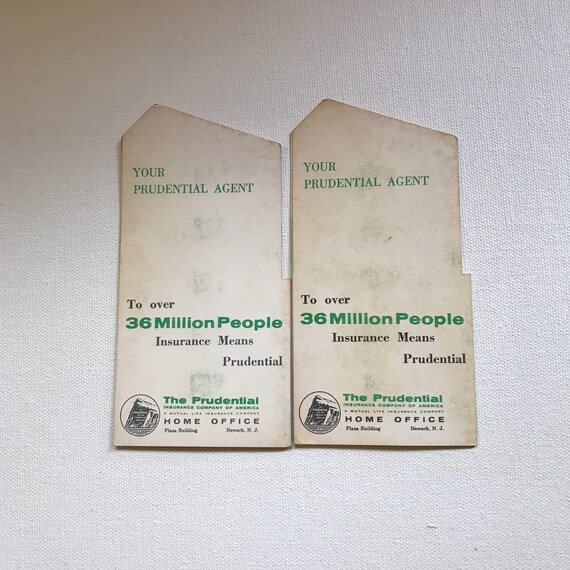 YOUR
PRUDENTIAL AGENT
To over
36 Million People
Insurance Means
Prudential
The Prudential
INSURANCE COMPANY OF AMERICA
A MUTUAL LIFE INSURANCE COMPANY
HOME OFFICE
Plaza Building Newark, N. J.
YOUR
PRUDENTIAL AGENT
To over
36 Million People
Insurance Means
Prudential
The Prudential
INSURANCE COMPANY OF AMERICA
A MUTUAL LIFE INSURANCE COMPANY
HOME OFFICE
Plaza Building Newark, N. J.